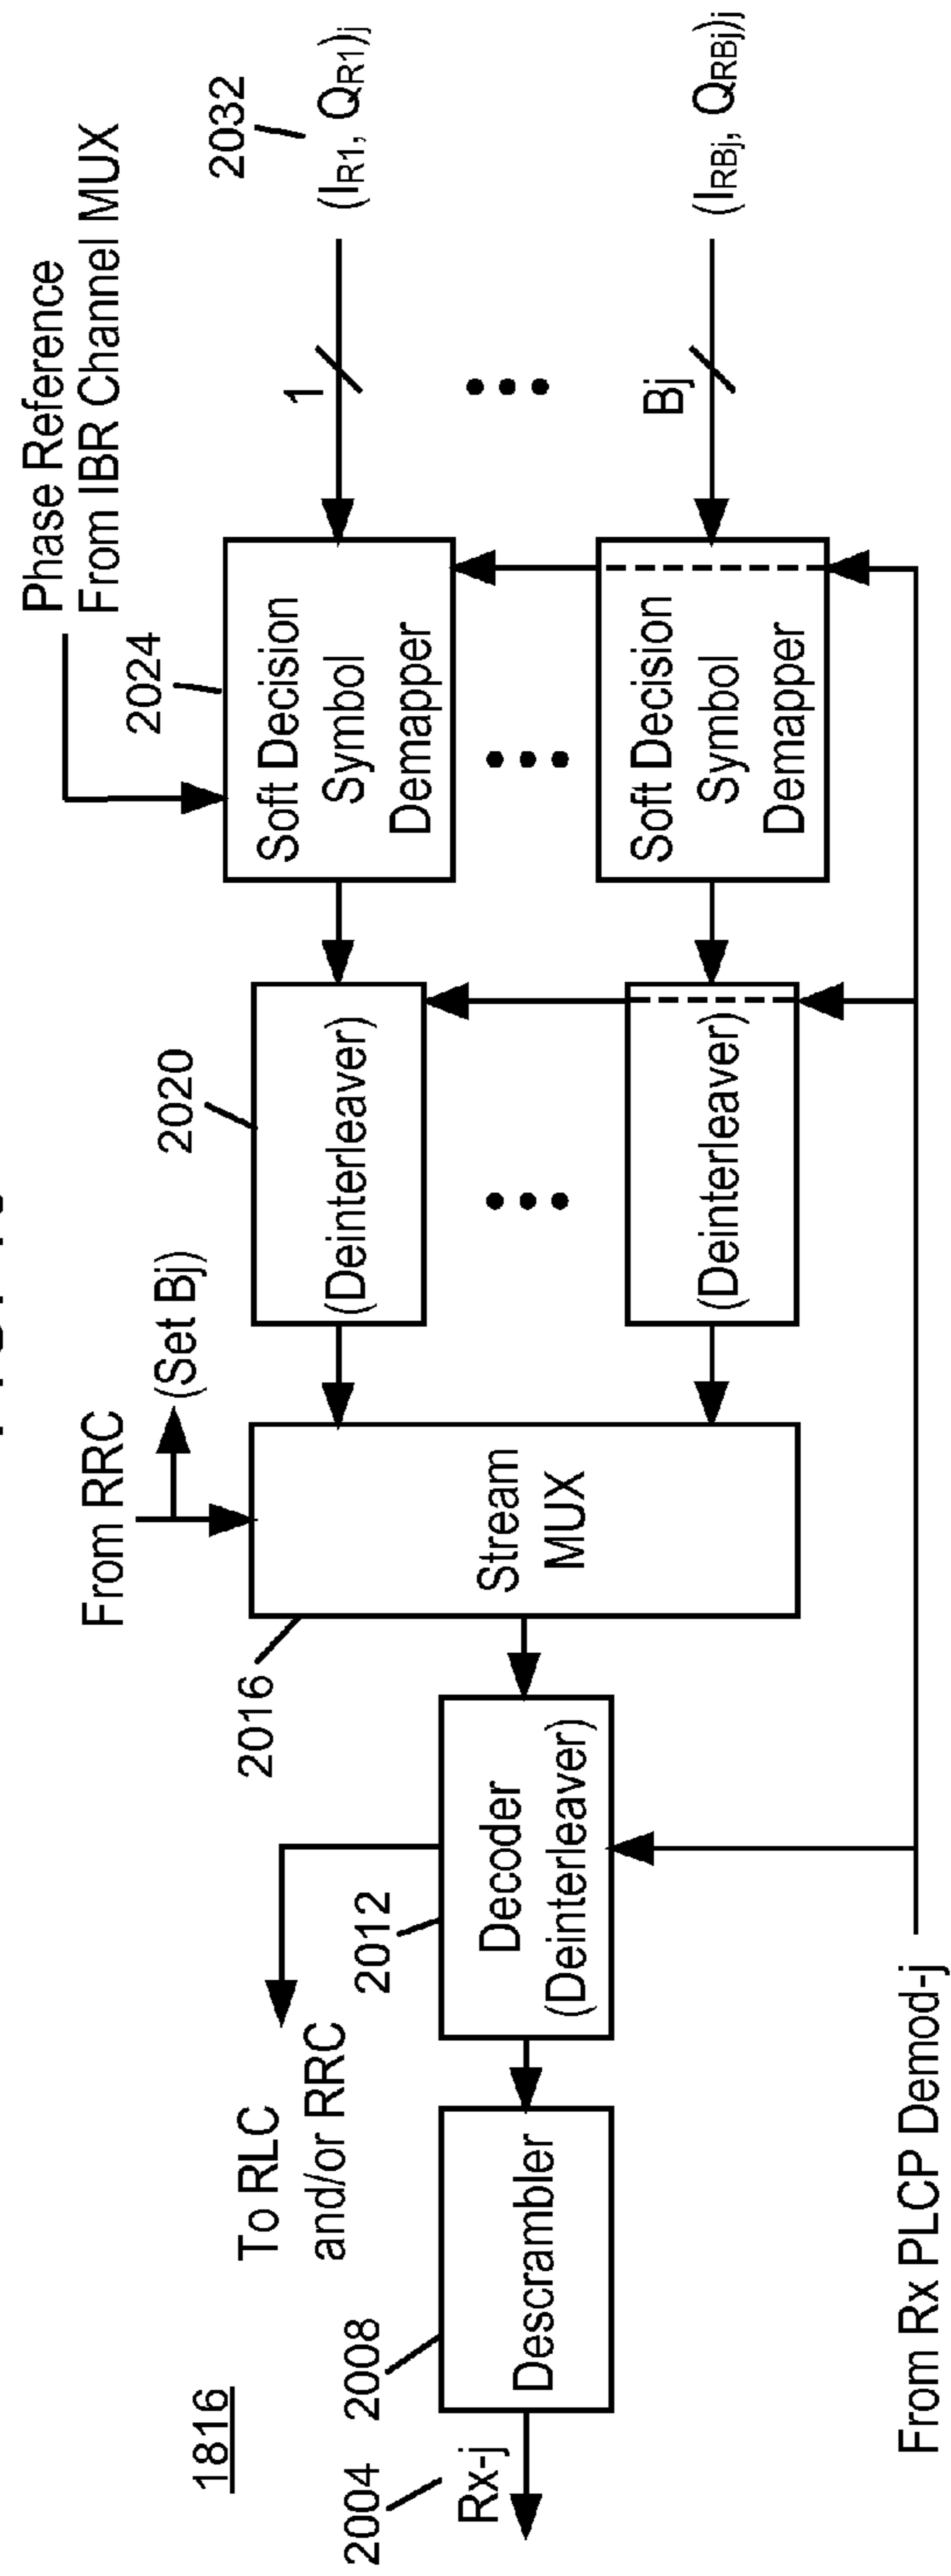 Phase Reference
From IBR Channel MUX
2032
(IR1, QR1)j
1
2024
Soft Decision
Symbol
Demapper
2020
(Deinterleaver)
From RRC
(Set Bj)
Stream
MUX
2016
To RLC
and/or RRC
2012
Decoder
(Deinterleaver)
1816
2008
Descrambler
2004
Rx-j
(IRBj, QRBj)j
Bj
Soft Decision
Symbol
Demapper
(Deinterleaver)
From Rx PLCP Demod-j